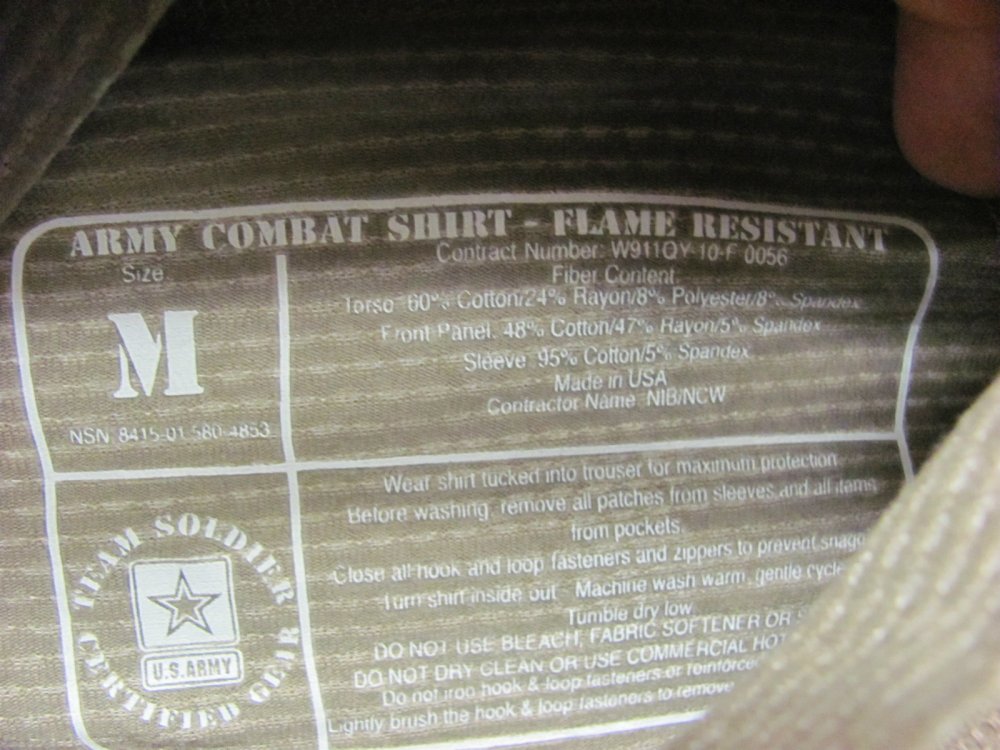 ARMY COMBAT SHIRT - FLAME RESISTANT
Size
M
NSN 8415-01-580-4853
Contract Number: W911QY-10-F 0056
Fiber Content
Torso 60% Cotton/24% Rayon/8% Polyester/8% Spandex
Front Panel. 48% Cotton/47% Rayon/5% Spandex
Sleeve 95% Cotton/5% Spandex
Made in USA
Contractor Name NIB/NCW
TEAM SOLDIER
U.S.ARMY
CERTIFIED GEAR
Wear shirt tucked into trouser for maximum protection
Before washing remove all patches from sleeves and all items
from pockets
Close all hook and loop fasteners and zippers to prevent
Turn shirt inside out Machine wash warm, gentle cycle
Tumble dry low
DO NOT USE BLEACH, FABRIC SOFTENER OR
DO NOT DRY CLEAN OR USE COMMERCIAL HOT
Do not iron hook & loop fasteners or
Lightly brush the hook & loop fasteners to remove